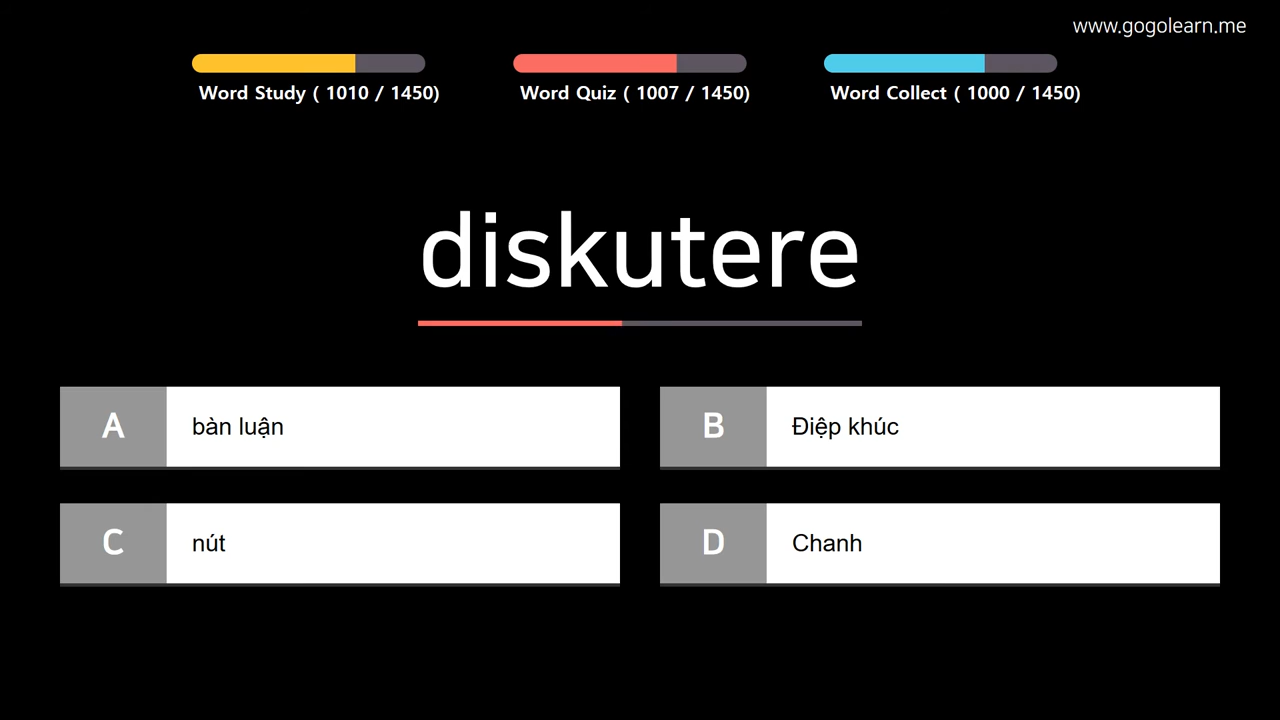 www.gogolearn.me
Word Study ( 1010 / 1450)
Word Quiz ( 1007 / 1450)
Word Collect ( 1000 / 1450)
diskutere
A bàn luận
B Điệp khúc
C nút
D Chanh